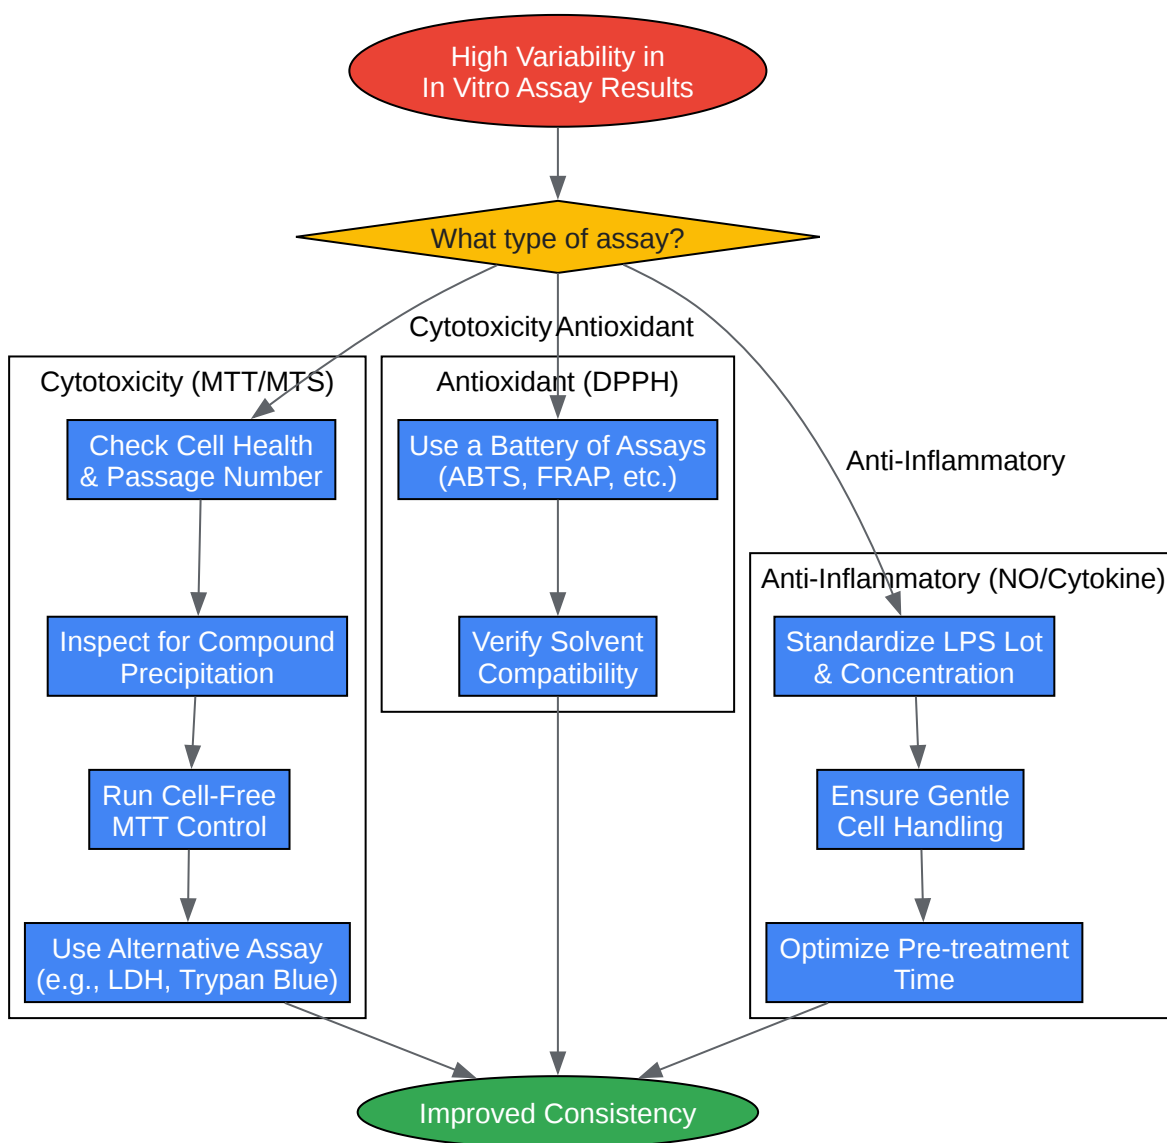 High Variability in
In Vitro Assay Results
What type of assay?
Cytotoxicity
Antioxidant
Anti-Inflammatory
Cytotoxicity (MTT/MTS)
Check Cell Health
& Passage Number
Inspect for Compound
Precipitation
Run Cell-Free
MTT Control
Use Alternative Assay
(e.g., LDH, Trypan Blue)
Antioxidant (DPPH)
Use a Battery of Assays
(ABTS, FRAP, etc.)
Verify Solvent
Compatibility
Anti-Inflammatory (NO/Cytokine)
Standardize LPS Lot
& Concentration
Ensure Gentle
Cell Handling
Optimize Pre-treatment
Time
Improved Consistency